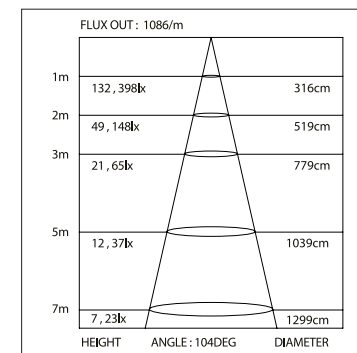 FLUX OUT : 1086/m
1m
132 , 398lx 316cm
2m
49 , 148lx 519cm
3m
21 , 65lx 779cm
5m
12 , 37lx 1039cm
7m
7 , 23lx 1299cm
HEIGHT ANGLE : 104DEG DIAMETER